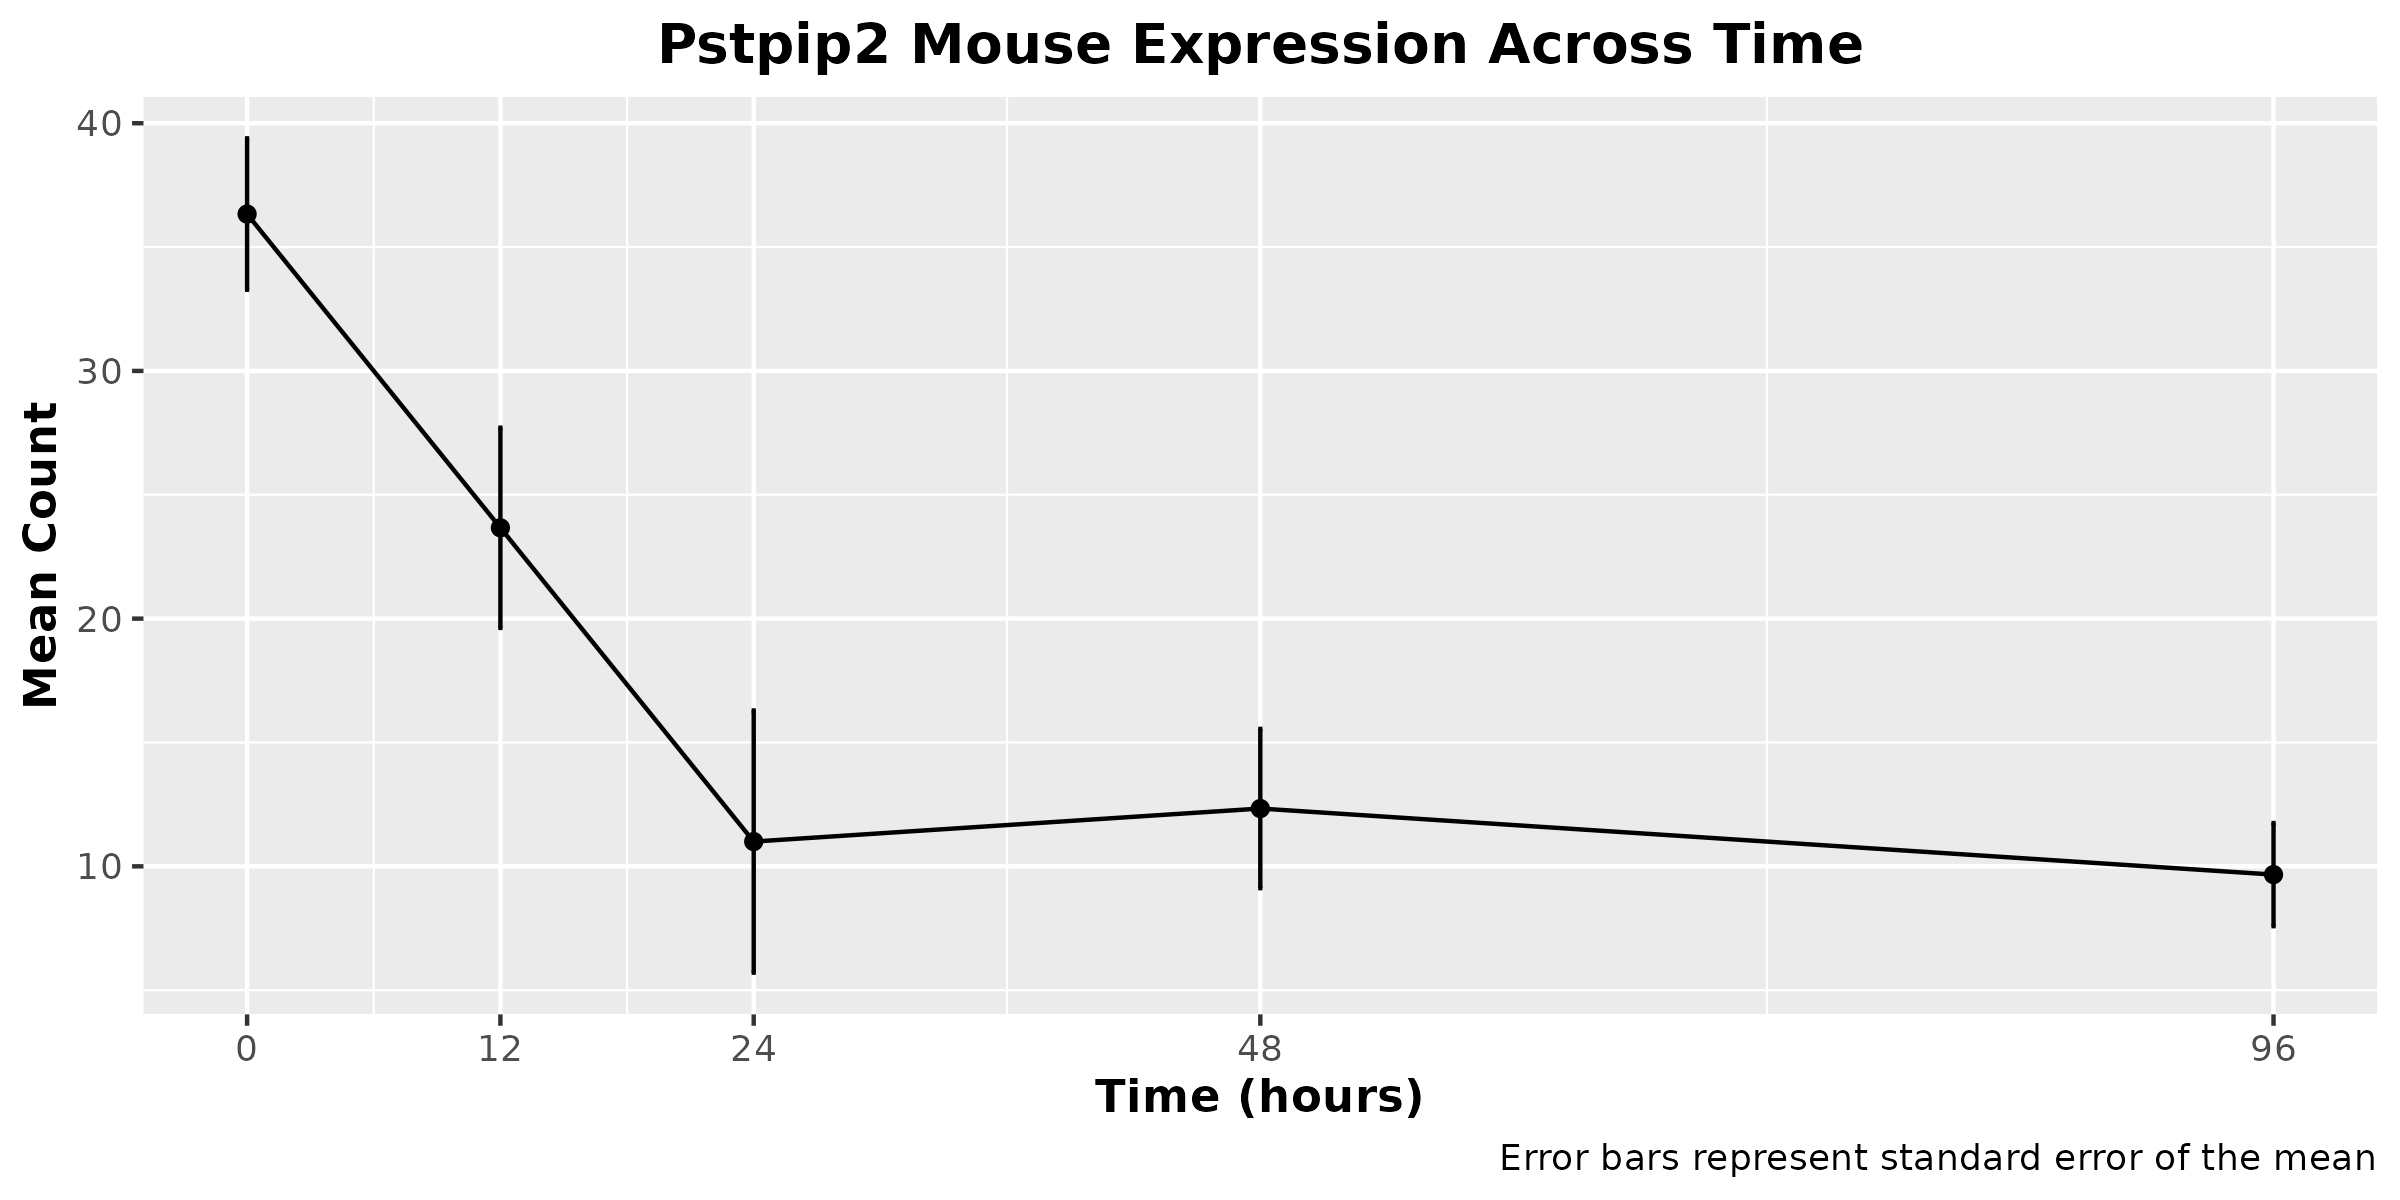 Pstpip2 Mouse Expression Across Time
40
30
20
10
Mean Count
0 12 24 48 96
Time (hours)
Error bars represent standard error of the mean